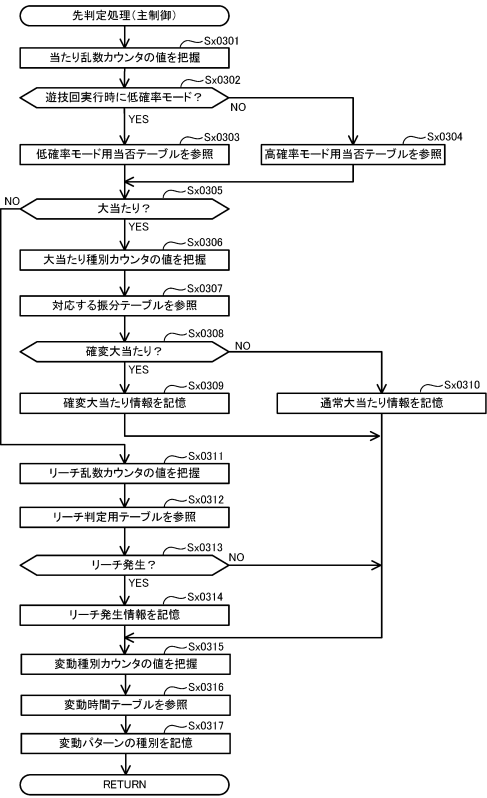 先判定処理(主制御)
Sx0301
当たり乱数カウンタの値を把握
Sx0302
遊技回実行時に低確率モード?
NO
YES
Sx0303
低確率モード用当否テーブルを参照
Sx0304
高確率モード用当否テーブルを参照
Sx0305
NO
大当たり?
YES
Sx0306
大当たり種別カウンタの値を把握
Sx0307
対応する振分テーブルを参照
Sx0308
確変大当たり?
NO
YES
Sx0309
確変大当たり情報を記憶
Sx0310
通常大当たり情報を記憶
Sx0311
リーチ乱数カウンタの値を把握
Sx0312
リーチ判定用テーブルを参照
Sx0313
リーチ発生?
NO
YES
Sx0314
リーチ発生情報を記憶
Sx0315
変動種別カウンタの値を把握
Sx0316
変動時間テーブルを参照
Sx0317
変動パターンの種別を記憶
RETURN